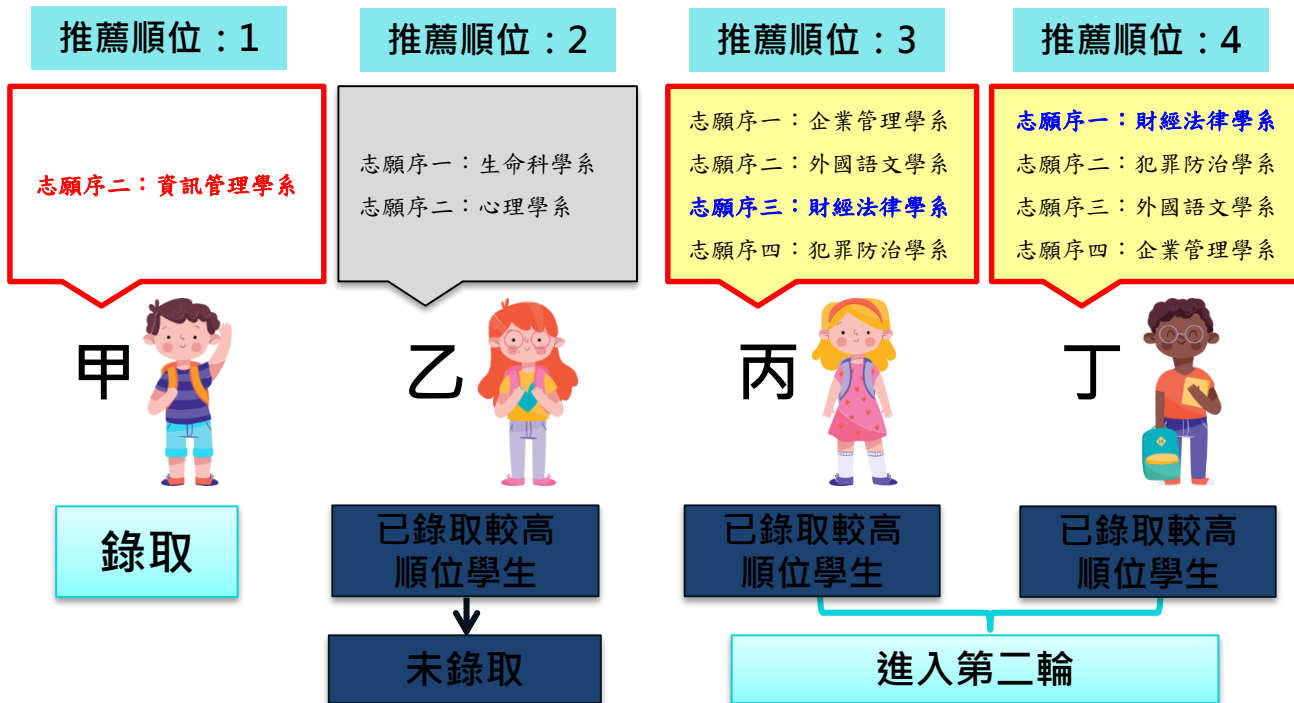 推薦順位：1
推薦順位：2
推薦順位：3
推薦順位：4
志願序二：資訊管理學系
志願序一：生命科學系
志願序二：心理學系
志願序一：企業管理學系
志願序二：外國語文學系
志願序三：財經法律學系
志願序四：犯罪防治學系
志願序一：財經法律學系
志願序二：犯罪防治學系
志願序三：外國語文學系
志願序四：企業管理學系
甲
乙
丙
丁
錄取
已錄取較高
順位學生
已錄取較高
順位學生
已錄取較高
順位學生
未錄取
進入第二輪